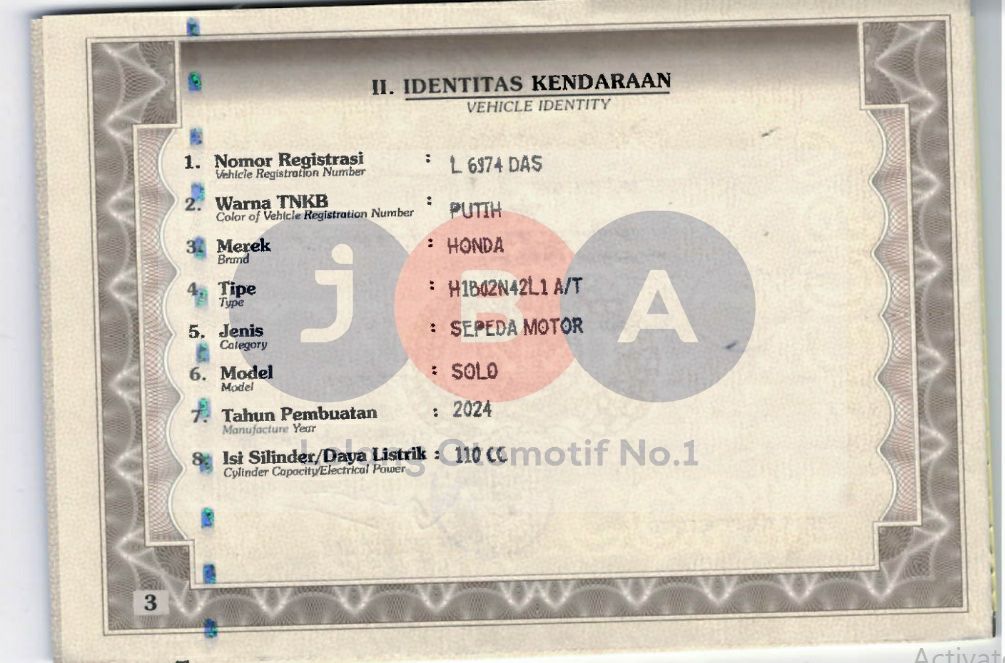 II. IDENTITAS KENDARAAN
VEHICLE IDENTITY
1. Nomor Registrasi : L 6974 DAS
Vehicle Registration Number
2. Warna TNKB : PUTIH
Color of Vehicle Registration Number
3. Merek : HONDA
Brand
4. Tipe : H1B02N42L1 A/T
Type
5. Jenis : SEPEDA MOTOR
Category
6. Model : SOLO
Model
7. Tahun Pembuatan : 2024
Manufacture Year
8. Isi Silinder/Daya Listrik : 110 CC
Cylinder Capacity/Electrical Power
JBA
Lelang Otomotif No.1
3